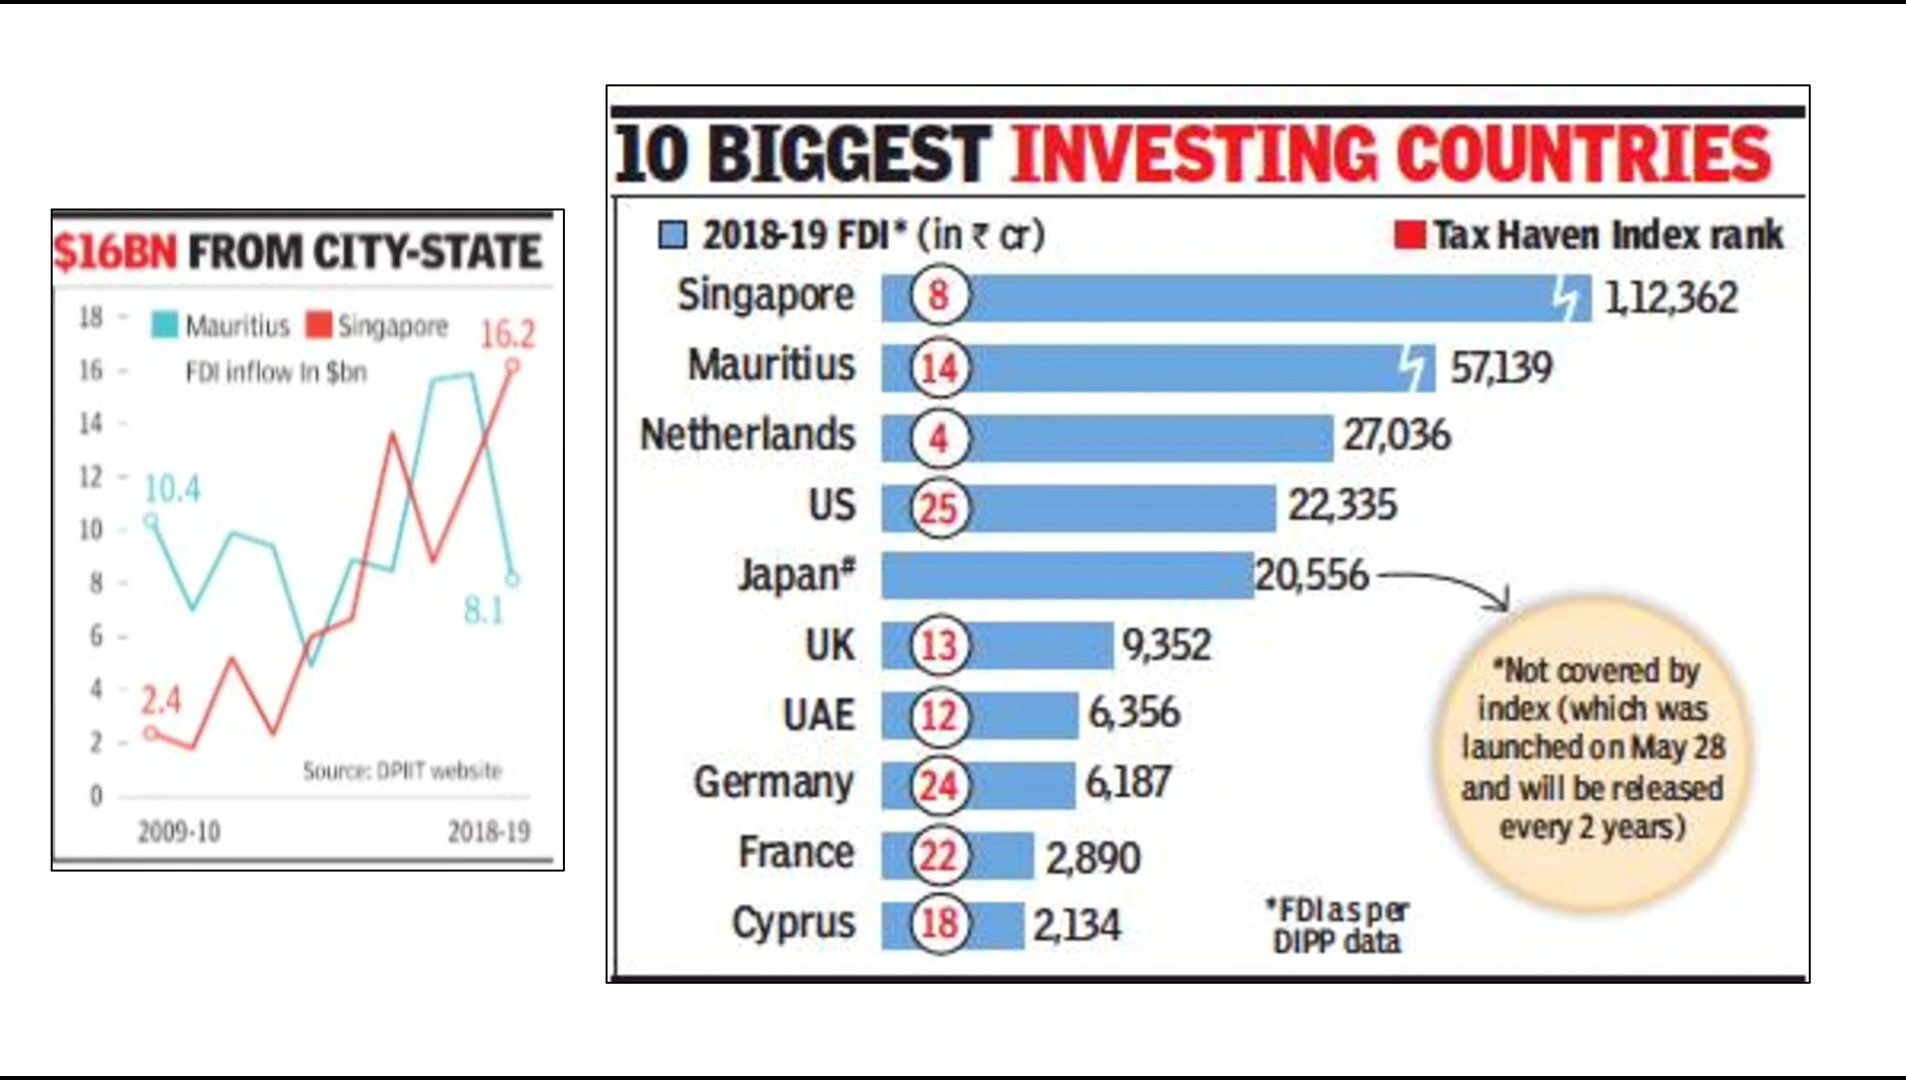 $16BN FROM CITY-STATE
18
Mauritius
Singapore
16.2
16
FDI inflow In $bn
14
12
10.4
10
8
8.1
6
4
2.4
2
Source: DPIIT website
0
2009-10
2018-19
10 BIGGEST INVESTING COUNTRIES
2018-19 FDI* (in ₹ cr)
Tax Haven Index rank
Singapore 8 1,12,362
Mauritius 14 57,139
Netherlands 4 27,036
US 25 22,335
Japan# 20,556
UK 13 9,352
UAE 12 6,356
Germany 24 6,187
France 22 2,890
Cyprus 18 2,134
*Not covered by
index (which was
launched on May 28
and will be released
every 2 years)
*FDI as per
DIPP data